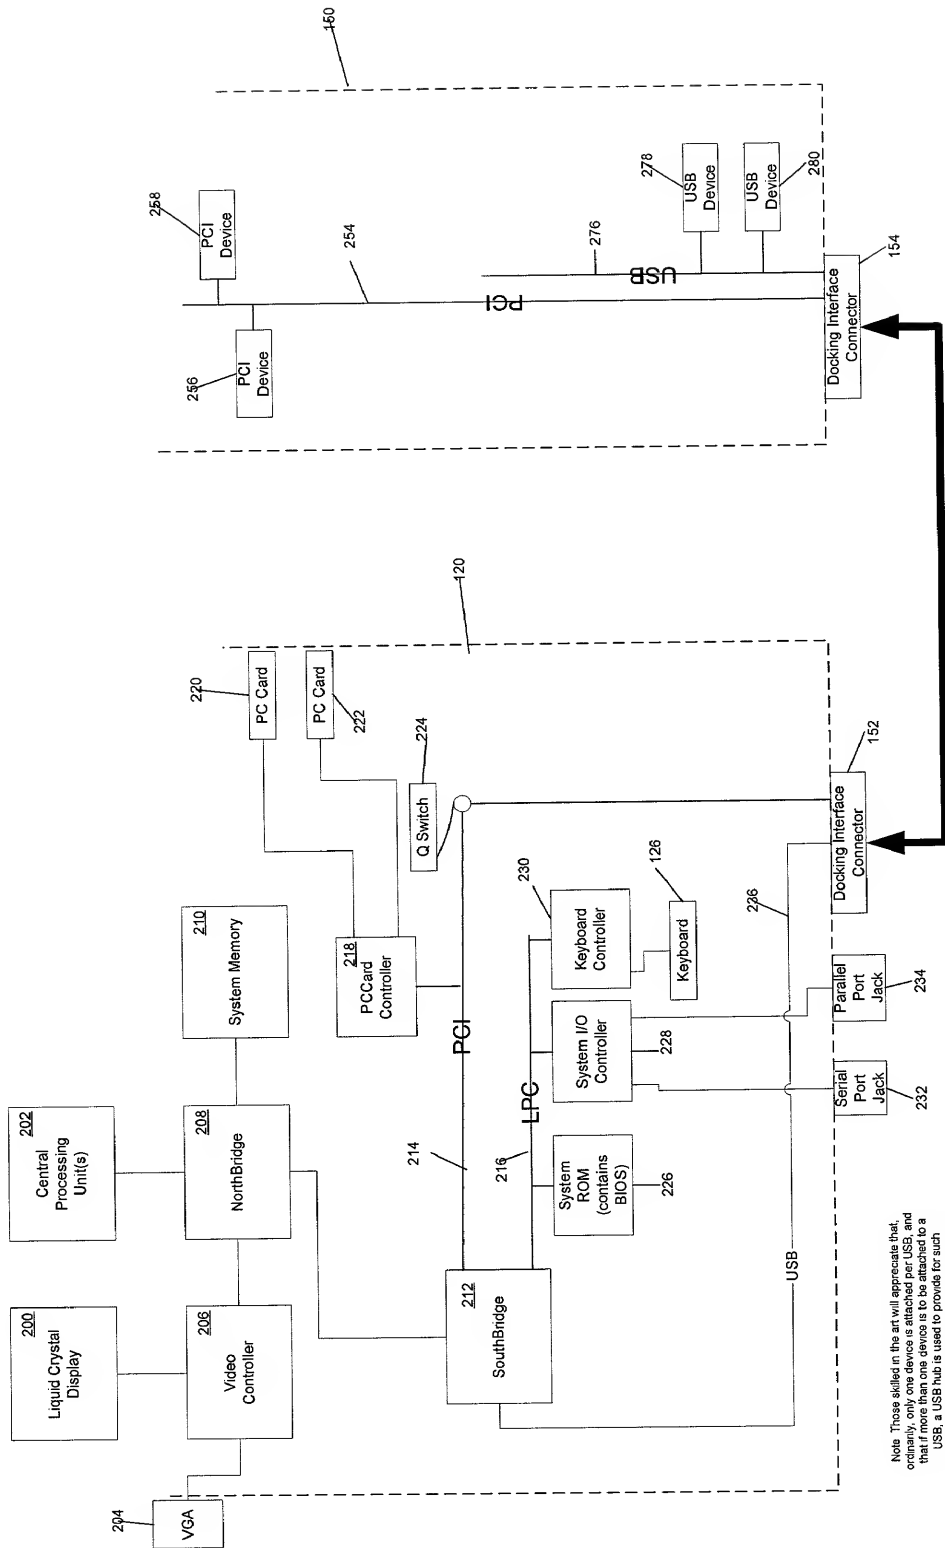 204
VGA
Liquid Crystal
Display
200
Video
Controller
206
Central
Processing
Unit(s)
202
NorthBridge
208
System Memory
210
SouthBridge
212
214
PCI
216
LPC
PCCard
Controller
218
220
PC Card
PC Card
222
Q Switch
224
System
ROM
(contains
BIOS)
226
System I/O
Controller
228
Keyboard
Controller
230
Keyboard
126
USB
236
120
Serial
Port
Jack
232
Parallel
Port
Jack
234
Docking Interface
Connector
152
Note Those skilled in the art will appreciate that,
ordinarily, only one device is attached per USB, and
that if more than one device is to be attached to a
USB, a USB hub is used to provide for such
150
256
PCI
Device
258
PCI
Device
254
PCI
276
USB
278
USB
Device
USB
Device
280
Docking Interface
Connector
154